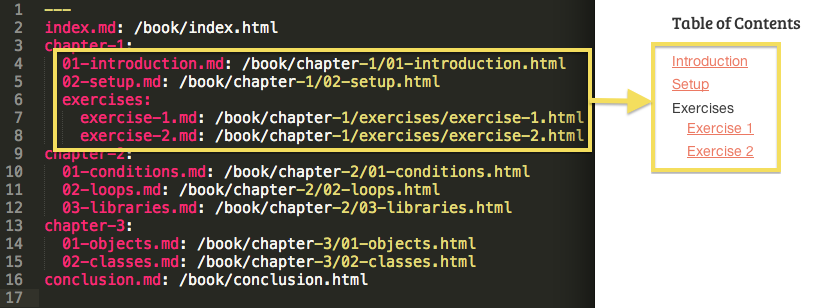 1 ---
2 index.md: /book/index.html
3 chapter-1:
4 01-introduction.md: /book/chapter-1/01-introduction.html
5 02-setup.md: /book/chapter-1/02-setup.html
6 exercises:
7 exercise-1.md: /book/chapter-1/exercises/exercise-1.html
8 exercise-2.md: /book/chapter-1/exercises/exercise-2.html
9 chapter-2:
10 01-conditions.md: /book/chapter-2/01-conditions.html
11 02-loops.md: /book/chapter-2/02-loops.html
12 03-libraries.md: /book/chapter-2/03-libraries.html
13 chapter-3:
14 01-objects.md: /book/chapter-3/01-objects.html
15 02-classes.md: /book/chapter-3/02-classes.html
16 conclusion.md: /book/conclusion.html
17
Table of Contents
Introduction
Setup
Exercises
Exercise 1
Exercise 2